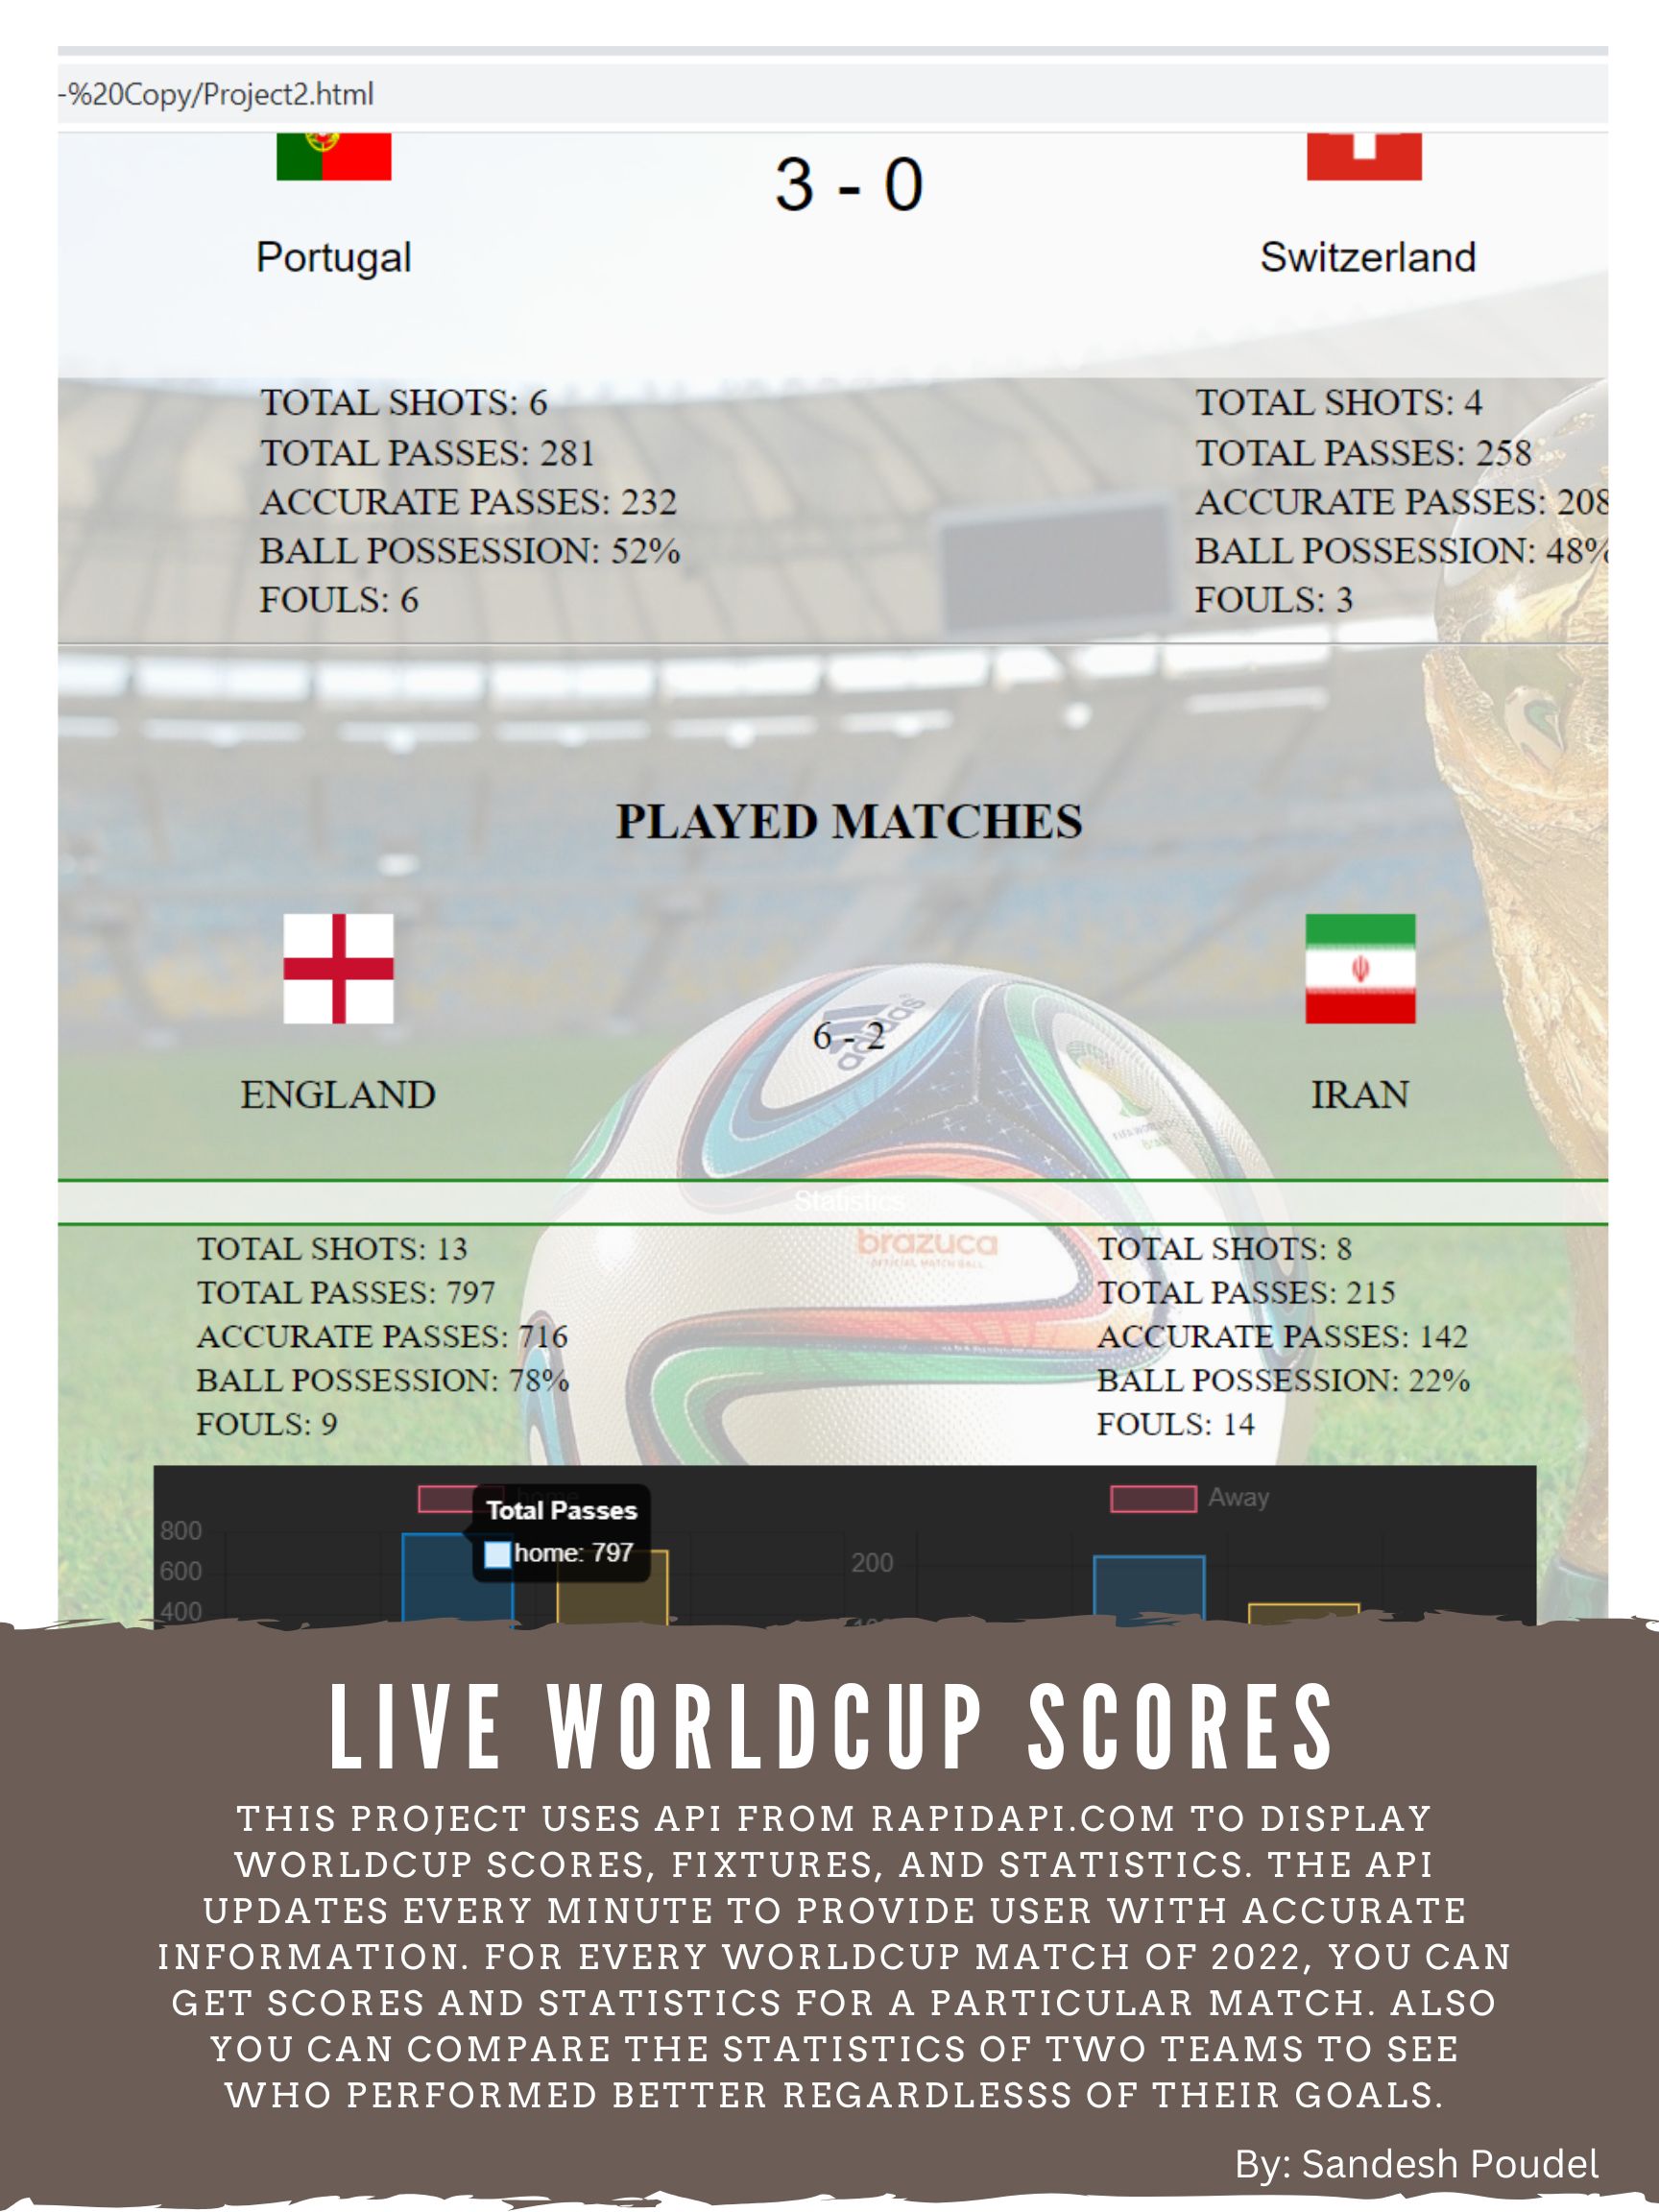 -%20Copy/Project2.html
3 - 0
Portugal
Switzerland
TOTAL SHOTS: 6
TOTAL PASSES: 281
ACCURATE PASSES: 232
BALL POSSESSION: 52%
FOULS: 6
TOTAL SHOTS: 4
TOTAL PASSES: 258
ACCURATE PASSES: 208
BALL POSSESSION: 48%
FOULS: 3
PLAYED MATCHES
adidas
6 - 2
ENGLAND
IRAN
Statistics
brazuca
TOTAL SHOTS: 13
TOTAL PASSES: 797
ACCURATE PASSES: 716
BALL POSSESSION: 78%
FOULS: 9
TOTAL SHOTS: 8
TOTAL PASSES: 215
ACCURATE PASSES: 142
BALL POSSESSION: 22%
FOULS: 14
home
Total Passes
home: 797
800
600
400
Away
200
LIVE WORLDCUP SCORES
THIS PROJECT USES API FROM RAPIDAPI.COM TO DISPLAY
WORLDCUP SCORES, FIXTURES, AND STATISTICS. THE API
UPDATES EVERY MINUTE TO PROVIDE USER WITH ACCURATE
INFORMATION. FOR EVERY WORLDCUP MATCH OF 2022, YOU CAN
GET SCORES AND STATISTICS FOR A PARTICULAR MATCH. ALSO
YOU CAN COMPARE THE STATISTICS OF TWO TEAMS TO SEE
WHO PERFORMED BETTER REGARDLESSS OF THEIR GOALS.
By: Sandesh Poudel